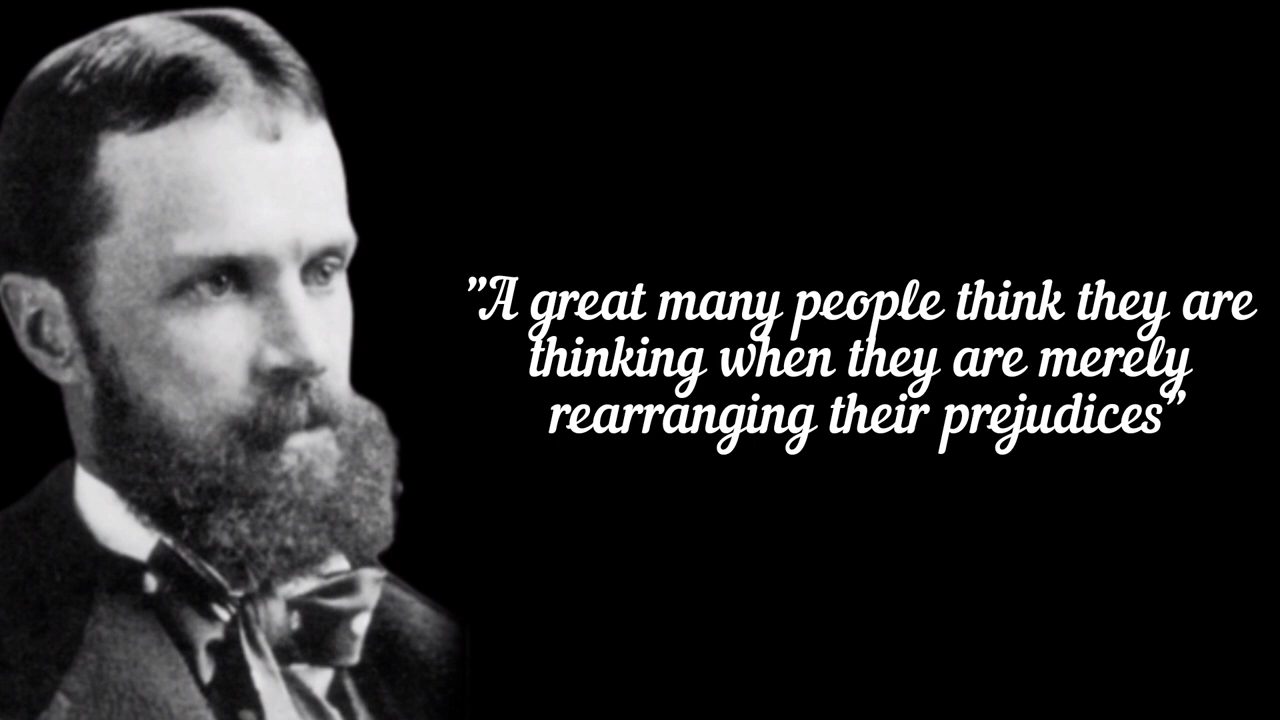 ”A great many people think they are
thinking when they are merely
rearranging their prejudices”